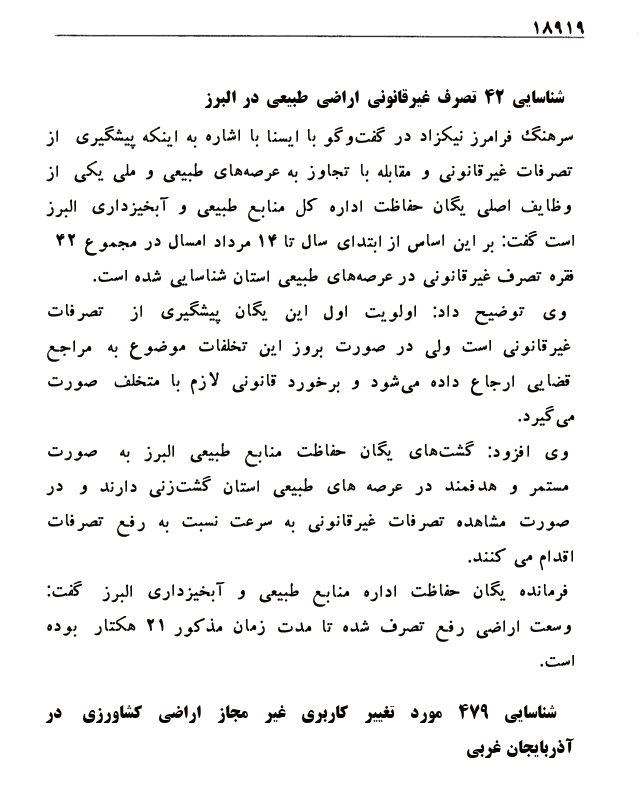 ۱۸۹۱۹
شناسایی ۴۲ تصرف غیرقانونی اراضی طبیعی در البرز
سرهنگ فرامرز نیکزاد در گفت‌وگو با ایسنا با اشاره به اینکه پیشگیری از
تصرفات غیرقانونی و مقابله با تجاوز به عرصه‌های طبیعی و ملی یکی از
وظایف اصلی یگان حفاظت اداره کل منابع طبیعی و آبخیزداری البرز
است گفت: بر این اساس از ابتدای سال تا ۱۴ مرداد امسال در مجموع ۴۲
فقره تصرف غیرقانونی در عرصه‌های طبیعی استان شناسایی شده است.
وی توضیح داد: اولویت اول این یگان پیشگیری از تصرفات
غیرقانونی است ولی در صورت بروز این تخلفات موضوع به مراجع
قضایی ارجاع داده می‌شود و برخورد قانونی لازم با متخلف صورت
می‌گیرد.
وی افزود: گشت‌های یگان حفاظت منابع طبیعی البرز به صورت
مستمر و هدفمند در عرصه های طبیعی استان گشت‌زنی دارند و در
صورت مشاهده تصرفات غیرقانونی به سرعت نسبت به رفع تصرفات
اقدام می کنند.
فرمانده یگان حفاظت اداره منابع طبیعی و آبخیزداری البرز گفت:
وسعت اراضی رفع تصرف شده تا مدت زمان مذکور ۲۱ هکتار بوده
است.
شناسایی ۴۷۹ مورد تغییر کاربری غیر مجاز اراضی کشاورزی در
آذربایجان غربی